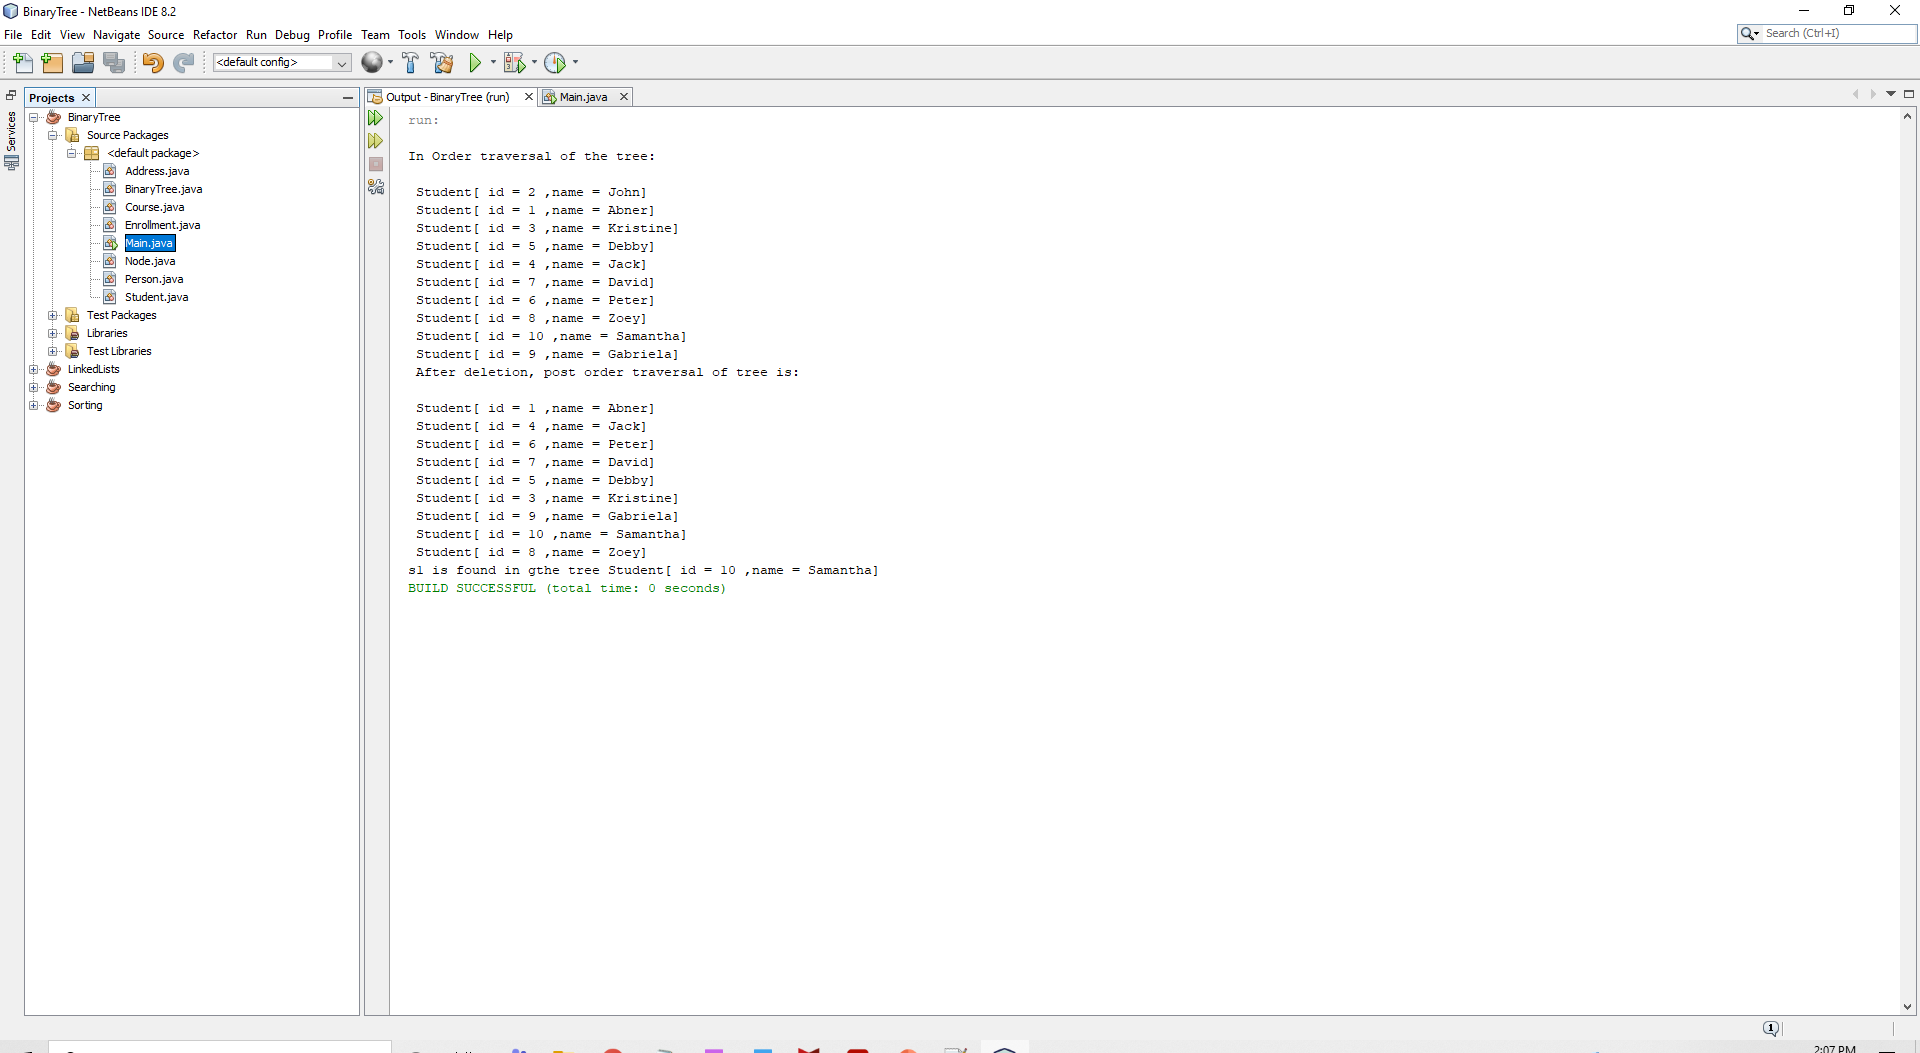 BinaryTree - NetBeans IDE 8.2
File Edit View Navigate Source Refactor Run Debug Profile Team Tools Window Help
Search (Ctrl+I)
<default config>
Services
Projects
BinaryTree
Source Packages
<default package>
Address.java
BinaryTree.java
Course.java
Enrollment.java
Main.java
Node.java
Person.java
Student.java
Test Packages
Libraries
Test Libraries
LinkedLists
Searching
Sorting
Output - BinaryTree (run)
Main.java
run:
In Order traversal of the tree:
Student[ id = 2 ,name = John]
Student[ id = 1 ,name = Abner]
Student[ id = 3 ,name = Kristine]
Student[ id = 5 ,name = Debby]
Student[ id = 4 ,name = Jack]
Student[ id = 7 ,name = David]
Student[ id = 6 ,name = Peter]
Student[ id = 8 ,name = Zoey]
Student[ id = 10 ,name = Samantha]
Student[ id = 9 ,name = Gabriela]
After deletion, post order traversal of tree is:
Student[ id = 1 ,name = Abner]
Student[ id = 4 ,name = Jack]
Student[ id = 6 ,name = Peter]
Student[ id = 7 ,name = David]
Student[ id = 5 ,name = Debby]
Student[ id = 3 ,name = Kristine]
Student[ id = 9 ,name = Gabriela]
Student[ id = 10 ,name = Samantha]
Student[ id = 8 ,name = Zoey]
s1 is found in gthe tree Student[ id = 10 ,name = Samantha]
BUILD SUCCESSFUL (total time: 0 seconds)
1
2:07 PM